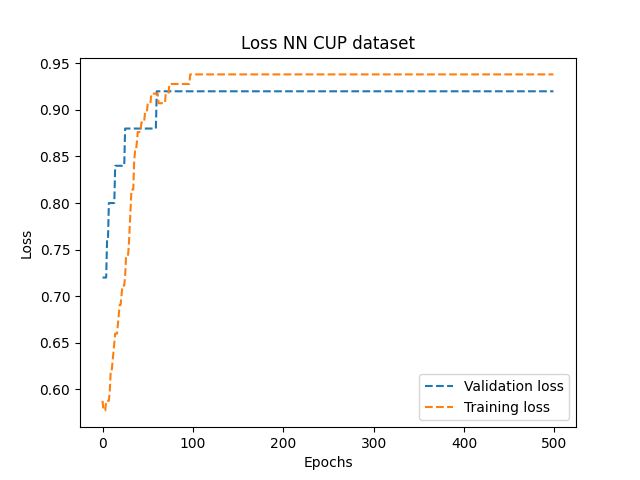 Loss NN CUP dataset
Loss
0.95
0.90
0.85
0.80
0.75
0.70
0.65
0.60
0 100 200 300 400 500
Epochs
Validation loss
Training loss